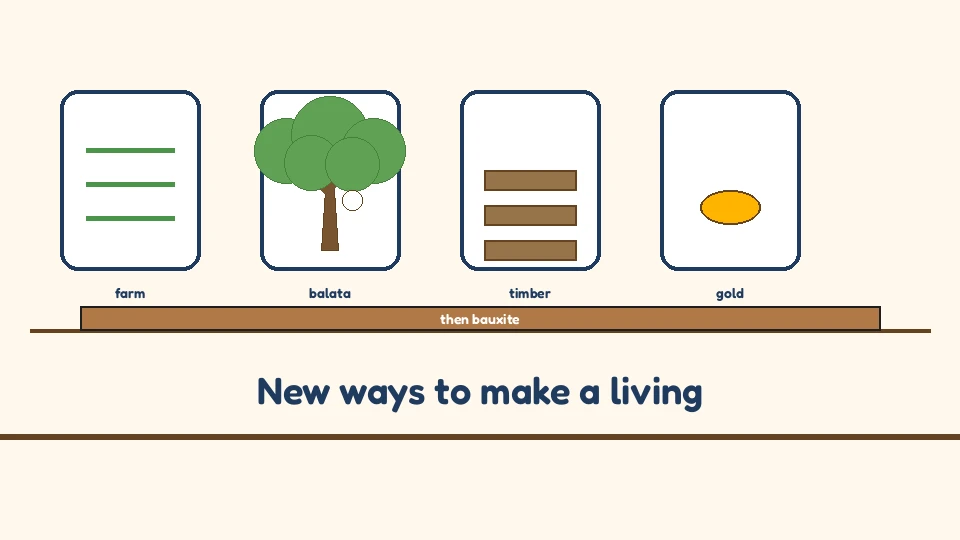 farm
balata
timber
gold
then bauxite
New ways to make a living